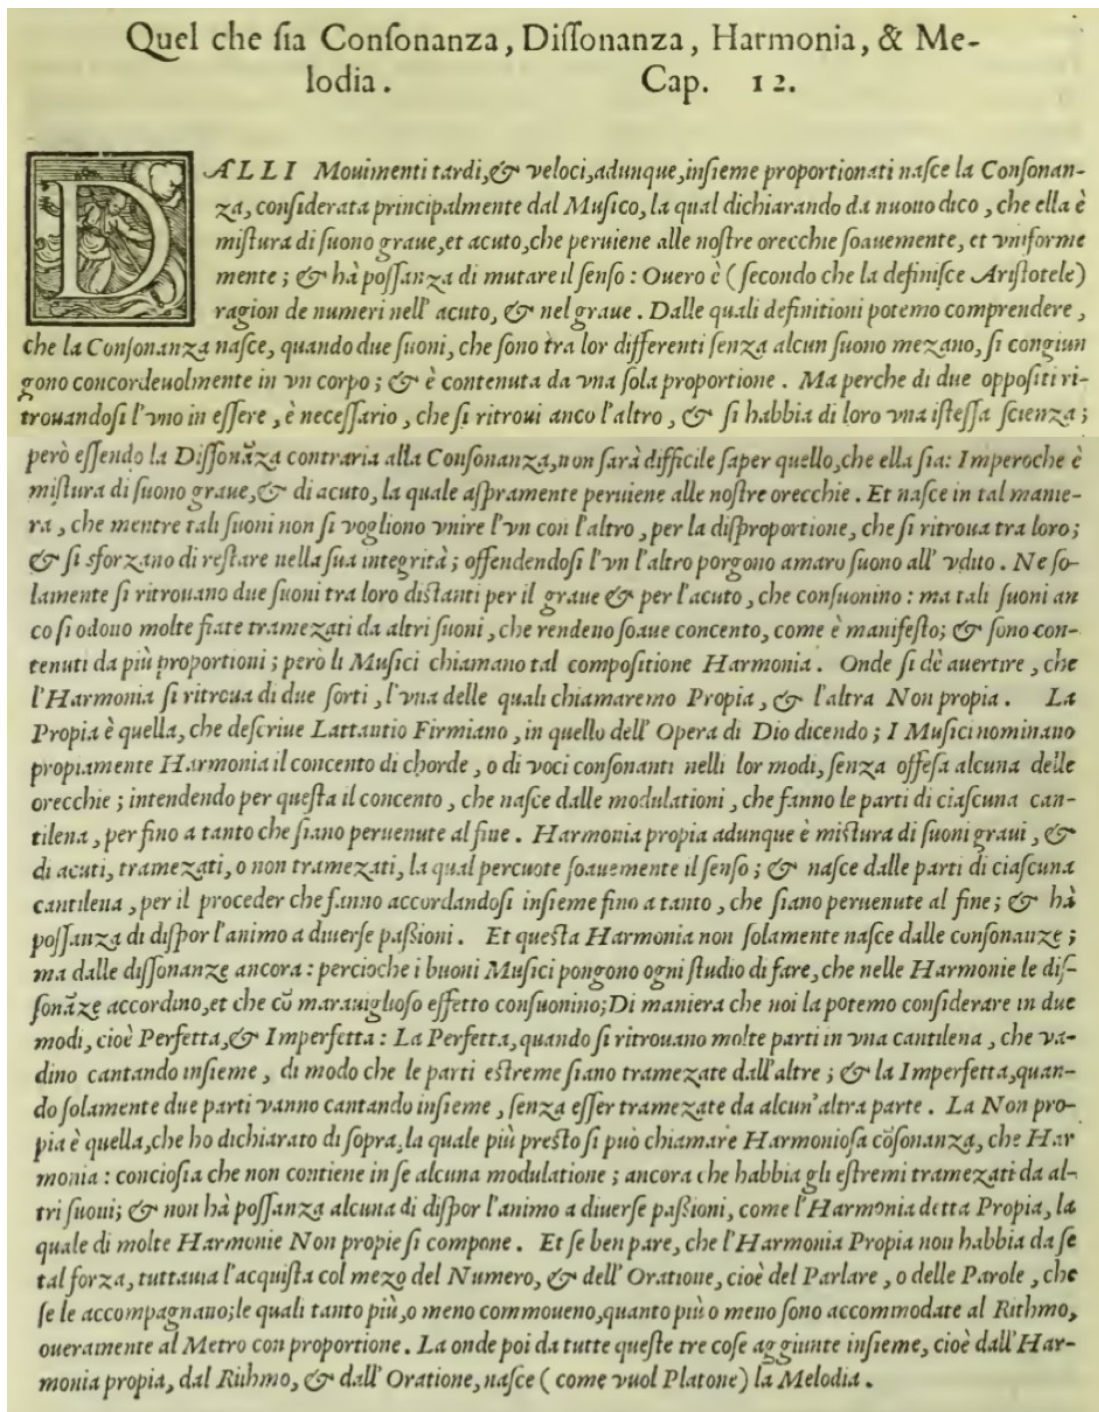 Quel che ſia Conſonanza, Diſſonanza, Harmonia, & Me-
lodia. Cap. 12.
DALLI Mouimenti tardi, & veloci, adunque, inſieme proportionati naſce la Conſonan-
za, conſiderata principalmente dal Muſico, la qual dichiarando da nuouo dico, che ella è
miſtura di ſuono graue, et acuto, che peruiene alle noſtre orecchie ſoauemente, et vniforme
mente; & hà poſſanza di mutare il ſenſo: Ouero è (ſecondo che la definiſce Ariſtotele)
ragion de numeri nell' acuto, & nel graue. Dalle quali definitioni potemo comprendere,
che la Conſonanza naſce, quando due ſuoni, che ſono tra lor differenti ſenza alcun ſuono mezano, ſi congiun
gono concordeuolmente in vn corpo; & è contenuta da vna ſola proportione. Ma perche di due oppoſiti ri-
trouandoſi l'vno in eſſere, è neceſſario, che ſi ritroui anco l'altro, & ſi habbia di loro vna iſteſſa ſcienza;
però eſſendo la Diſſonãza contraria alla Conſonanza, non ſarà difficile ſaper quello, che ella ſia: Imperoche è
miſtura di ſuono graue, & di acuto, la quale aſpramente peruiene alle noſtre orecchie. Et naſce in tal manie-
ra, che mentre tali ſuoni non ſi vogliono vnire l'vn con l'altro, per la diſproportione, che ſi ritroua tra loro;
& ſi sforzano di reſtare nella ſua integrità; offendendoſi l'vn l'altro porgono amaro ſuono all' vdito. Ne ſo-
lamente ſi ritrouano due ſuoni tra loro diſtanti per il graue & per l'acuto, che conſuonino: ma tali ſuoni an
co ſi odono molte fiate tramezati da altri ſuoni, che rendeno ſoaue concento, come è manifeſto; & ſono con-
tenuti da più proportioni; però li Muſici chiamano tal compoſitione Harmonia. Onde ſi dè auertire, che
l'Harmonia ſi ritroua di due ſorti, l'vna delle quali chiamaremo Propia, & l'altra Non propia. La
Propia è quella, che deſcriue Lattantio Firmiano, in quello dell' Opera di Dio dicendo; I Muſici nominano
propiamente Harmonia il concento di chorde, o di voci conſonanti nelli lor modi, ſenza offeſa alcuna delle
orecchie; intendendo per queſta il concento, che naſce dalle modulationi, che fanno le parti di ciaſcuna can-
tilena, per fino a tanto che ſiano peruenute al fine. Harmonia propia adunque è miſtura di ſuoni graui, &
di acuti, tramezati, o non tramezati, la qual percuote ſoauemente il ſenſo; & naſce dalle parti di ciaſcuna
cantilena, per il proceder che fanno accordandoſi inſieme fino a tanto, che ſiano peruenute al fine; & hà
poſſanza di diſpor l'animo a diuerſe paſſioni. Et queſta Harmonia non ſolamente naſce dalle conſonanze;
ma dalle diſſonanze ancora: percioche i buoni Muſici pongono ogni ſtudio di fare, che nelle Harmonie le diſ-
ſonãze accordino, et che cõ marauiglioſo effetto conſuonino; Di maniera che noi la potemo conſiderare in due
modi, cioè Perfetta, & Imperfetta: La Perfetta, quando ſi ritrouano molte parti in vna cantilena, che va-
dino cantando inſieme, di modo che le parti eſtreme ſiano tramezate dall'altre; & la Imperfetta, quan-
do ſolamente due parti vanno cantando inſieme, ſenza eſſer tramezate da alcun'altra parte. La Non pro-
pia è quella, che ho dichiarato di ſopra, la quale più preſto ſi può chiamare Harmonioſa cõſonanza, che Har
monia: concioſia che non contiene in ſe alcuna modulatione; ancora che habbia gli eſtremi tramezati da al-
tri ſuoni; & non hà poſſanza alcuna di diſpor l'animo a diuerſe paſſioni, come l'Harmonia detta Propia, la
quale di molte Harmonie Non propie ſi compone. Et ſe ben pare, che l'Harmonia Propia non habbia da ſe
tal forza, tuttauia l'acquiſta col mezo del Numero, & dell' Oratione, cioè del Parlare, o delle Parole, che
ſe le accompagnano; le quali tanto più, o meno commoueno, quanto più o meno ſono accommodate al Rithmo,
oueramente al Metro con proportione. La onde poi da tutte queſte tre coſe aggiunte inſieme, cioè dall' Har-
monia propia, dal Rithmo, & dall' Oratione, naſce (come vuol Platone) la Melodia.